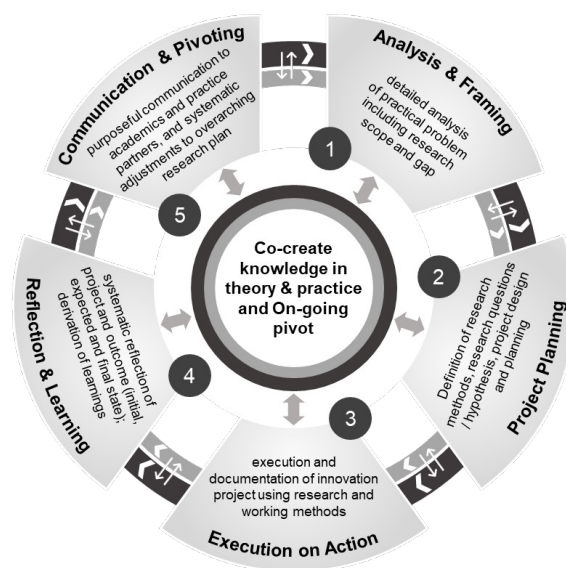 Analysis & Framing
detailed analysis
of practical problem
including research
scope and gap
1
Project Planning
Definition of research
methods, research questions
/ hypothesis, project design
and planning
2
Execution on Action
execution and
documentation of innovation
project using research and
working methods
3
Reflection & Learning
systematic reflection of
project and outcome (initial,
expected and final state);
derivation of learnings
4
Communication & Pivoting
purposeful communication to
academics and practice
partners, and systematic
adjustments to overarching
research plan
5
Co-create
knowledge in
theory & practice
and On-going
pivot